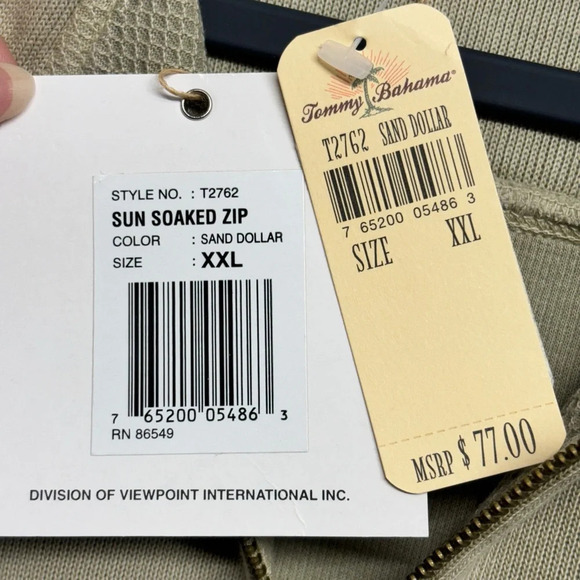 STYLE NO. : T2762
SUN SOAKED ZIP
COLOR : SAND DOLLAR
SIZE : XXL
7 65200 05486 3
RN 86549
DIVISION OF VIEWPOINT INTERNATIONAL INC.
Tommy Bahama®
T2762 SAND DOLLAR
7 65200 05486 3
SIZE XXL
MSRP $77.00